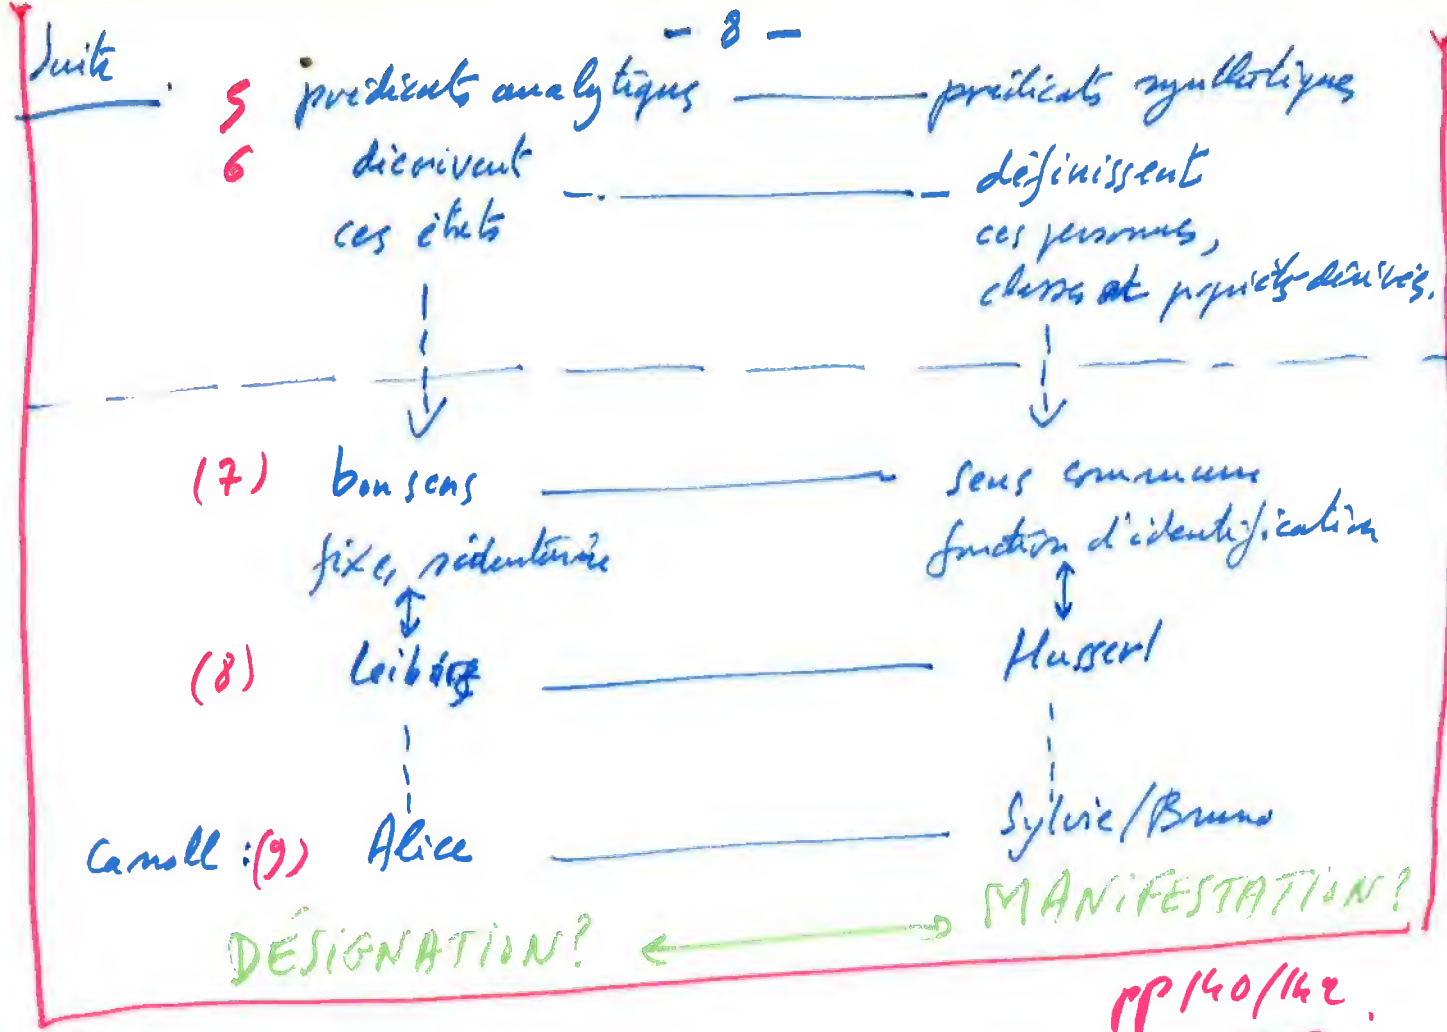 - 8 -
Suite
5 prédicats analytiques — prédicats synthétiques
6 décrivent — définissent
ces états ces personnes,
classes et propriétés dérivés.
(7) bon sens — sens commun
fixe, sédentaire fonction d'identification
(8) Leibniz — Husserl
Carroll : (9) Alice — Sylvie/Bruno
DÉSIGNATION? MANIFESTATION?
pp 140/142.